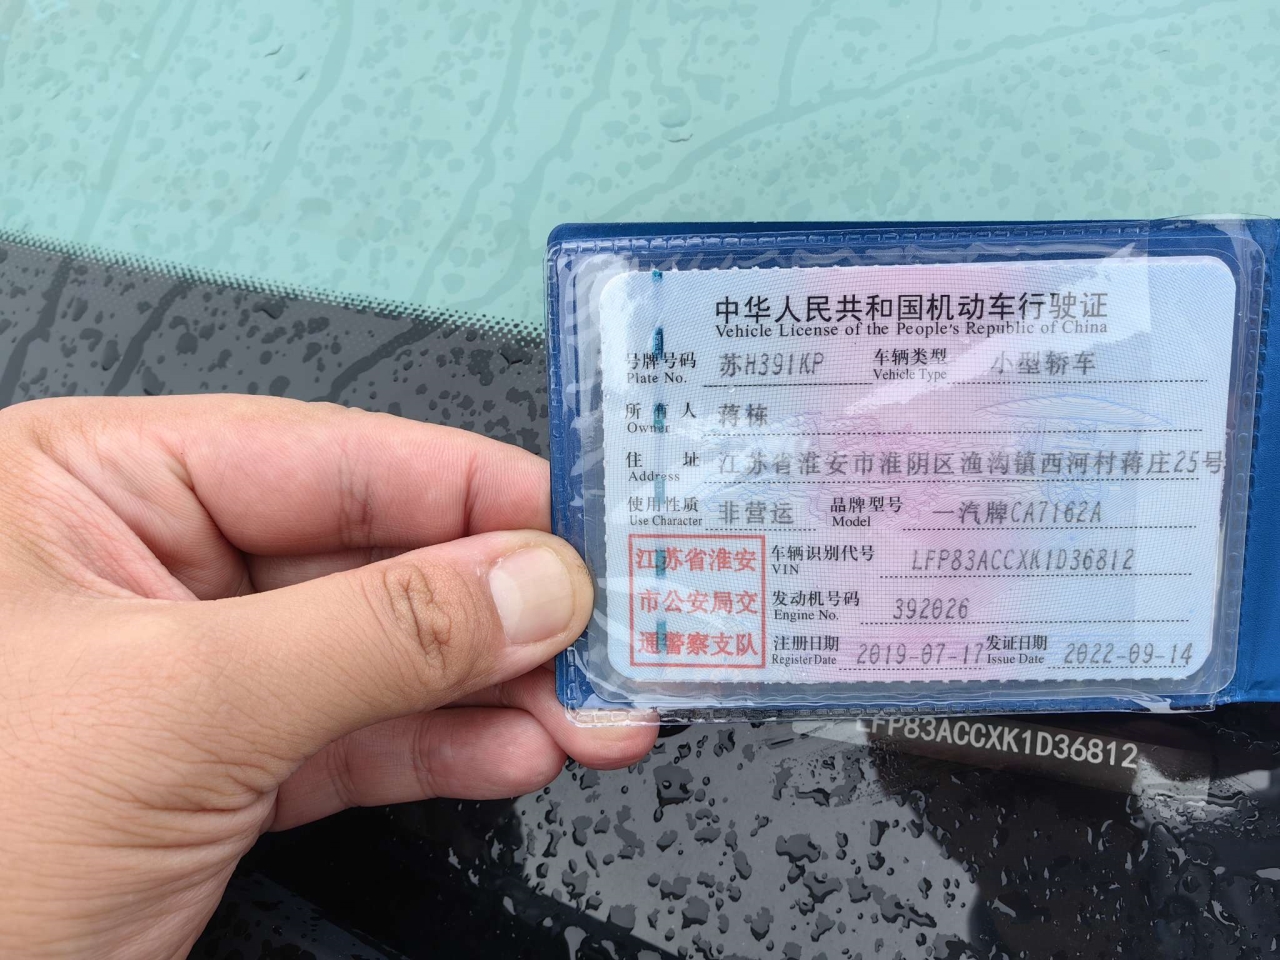 中华人民共和国机动车行驶证
Vehicle License of the People's Republic of China
号牌号码 苏H391KP 车辆类型 小型轿车
Plate No. Vehicle Type
所有人 蒋栋
Owner
住址 江苏省淮安市淮阴区渔沟镇西河村蒋庄25号
Address
使用性质 非营运 品牌型号 一汽牌CA7162A
Use Character Model
江苏省淮安 车辆识别代号 LFP83ACCXK1D36812
VIN
市公安局交 发动机号码 392026
Engine No.
通警察支队 注册日期 2019-07-17 发证日期 2022-09-14
Register Date Issue Date
LFP83ACCXK1D36812